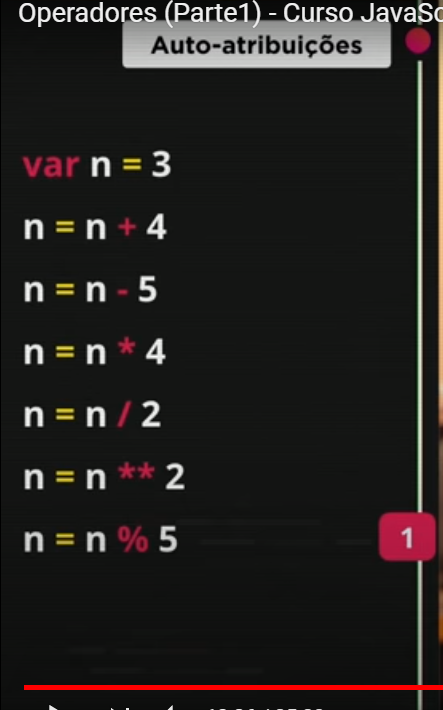 Operadores (Parte1) - Curso JavaSc
Auto-atribuições
var n = 3
n = n + 4
n = n - 5
n = n * 4
n = n / 2
n = n ** 2
n = n % 5
1